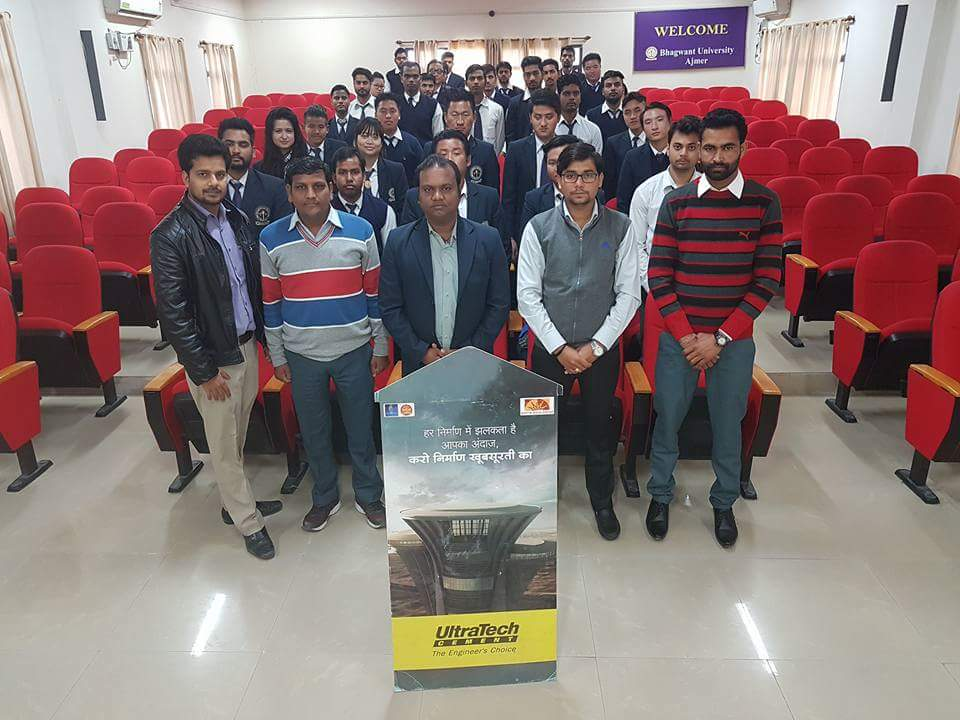 WELCOME
Bhagwant University
Ajmer
हर निर्माण में झलकता है
आपका अंदाज़,
करो निर्माण खूबसूरती का
UltraTech
CEMENT
The Engineer's Choice